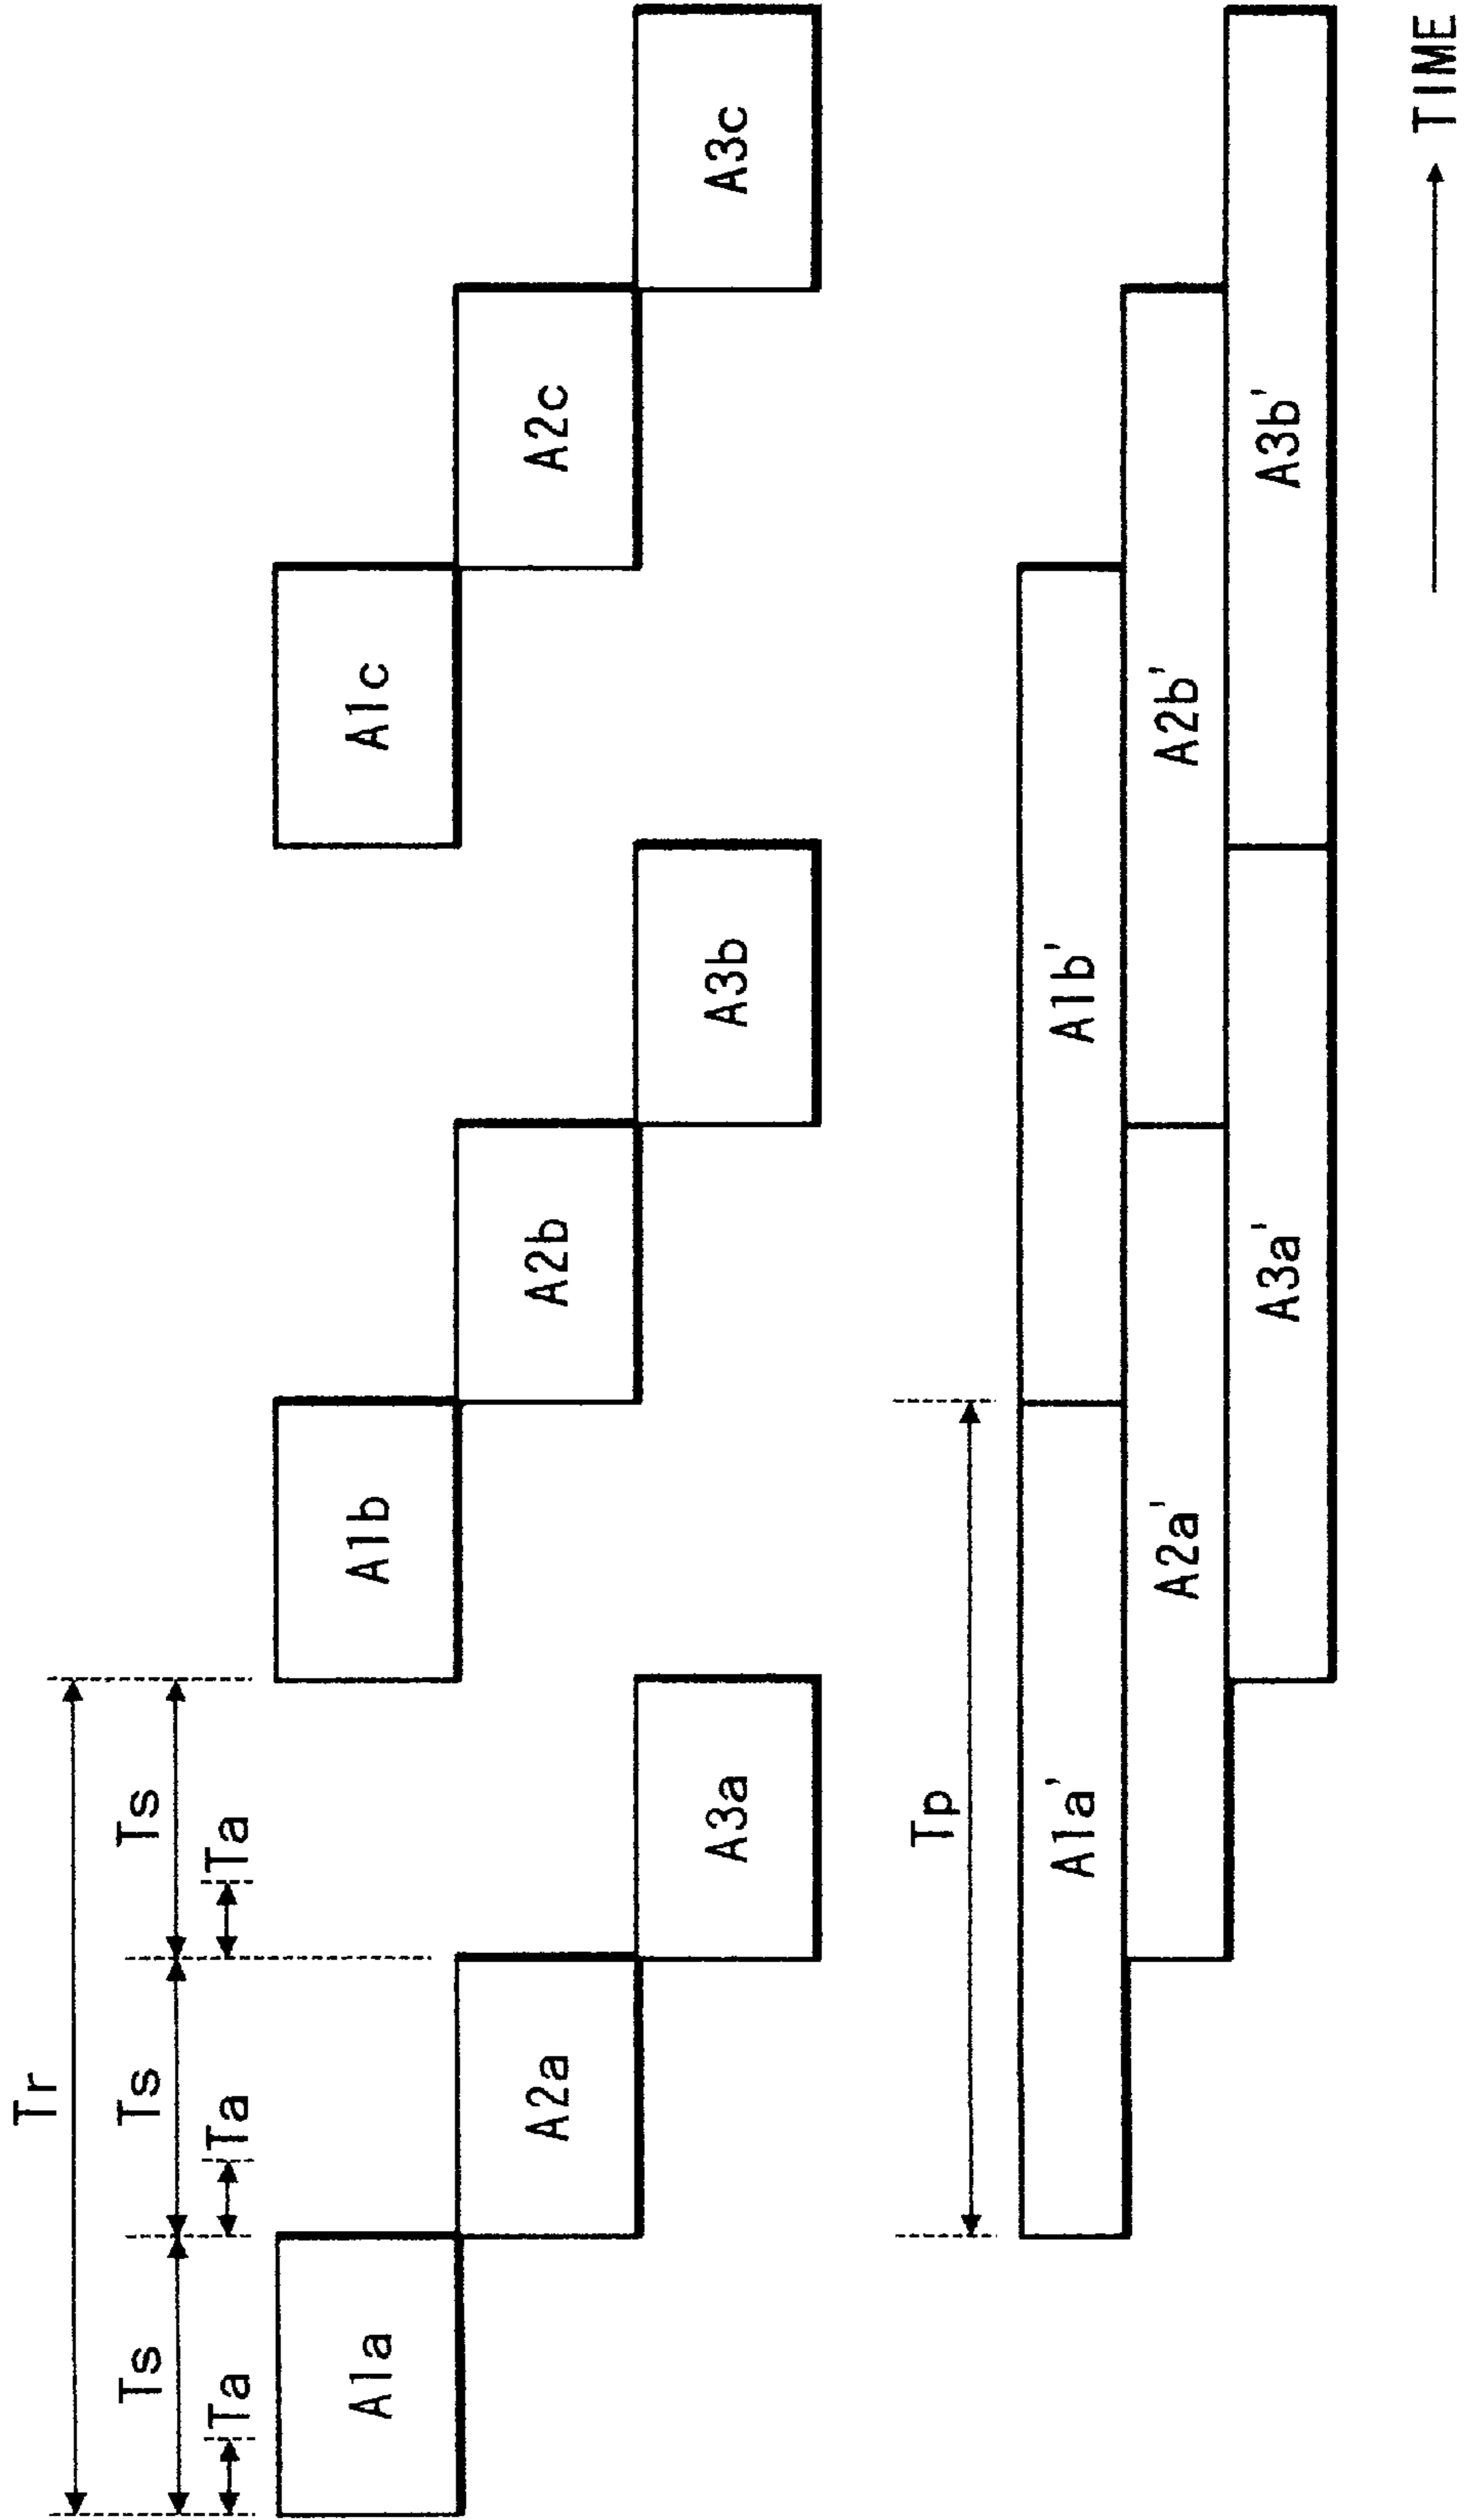 Tr
Ts Ts Ts
Ta Ta Ta
A1a A1b A1c
A2a A2b A2c
A3a A3b A3c
Tp
A1a' A1b'
A2a' A2b'
A3a' A3b'
TIME